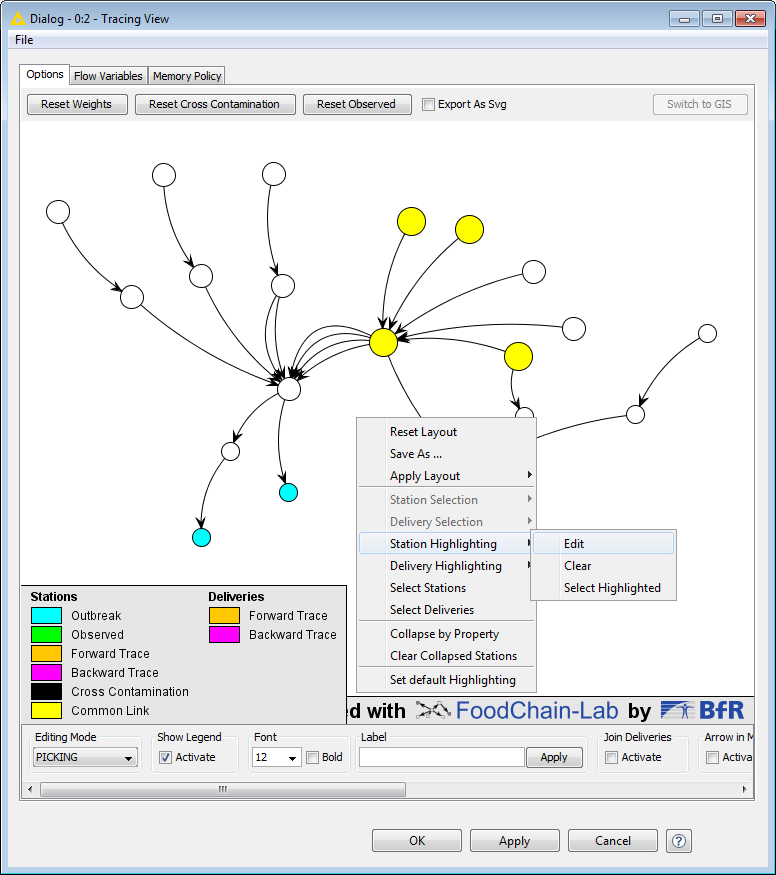 Dialog - 0:2 - Tracing View
File
Options Flow Variables Memory Policy
Reset Weights Reset Cross Contamination Reset Observed Export As Svg Switch to GIS
Reset Layout
Save As ...
Apply Layout
Station Selection
Delivery Selection
Station Highlighting
Delivery Highlighting
Select Stations
Select Deliveries
Collapse by Property
Clear Collapsed Stations
Set default Highlighting
Edit
Clear
Select Highlighted
Stations Deliveries
Outbreak Forward Trace
Observed Backward Trace
Forward Trace
Backward Trace
Cross Contamination
Common Link
ed with FoodChain-Lab by BfR
Editing Mode Show Legend Font Label Join Deliveries Arrow in M
PICKING Activate 12 Bold Apply Activate Activa
OK Apply Cancel ?